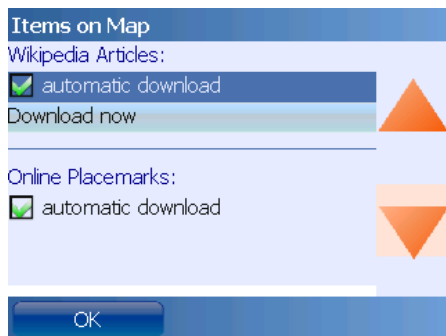 Items on Map
Wikipedia Articles:
automatic download
Download now
Online Placemarks:
automatic download
OK